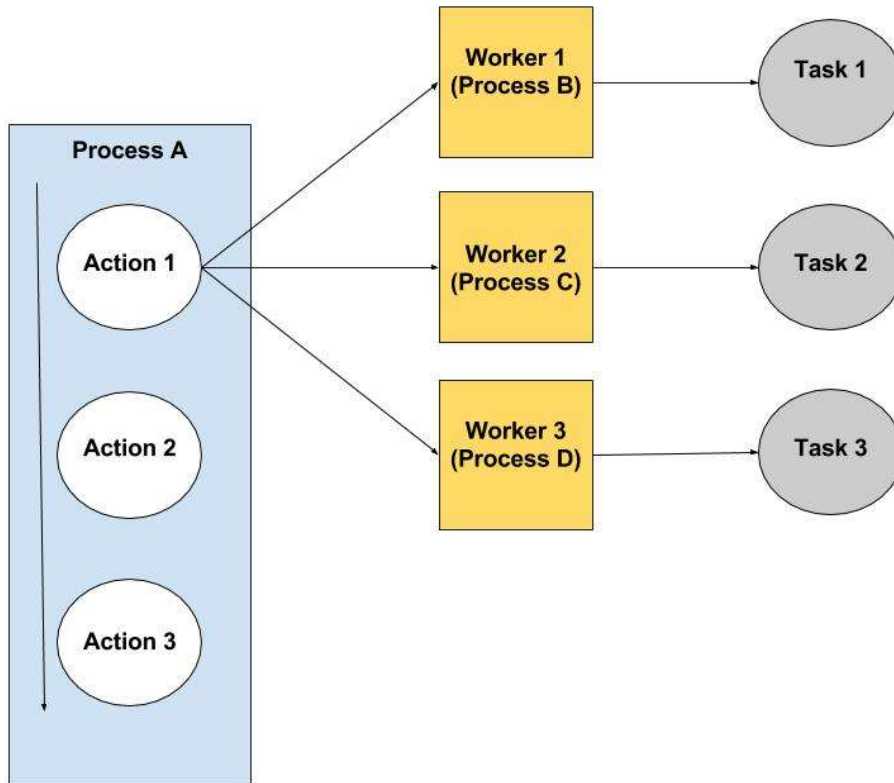 Process A
Action 1
Action 2
Action 3
Worker 1
(Process B)
Worker 2
(Process C)
Worker 3
(Process D)
Task 1
Task 2
Task 3